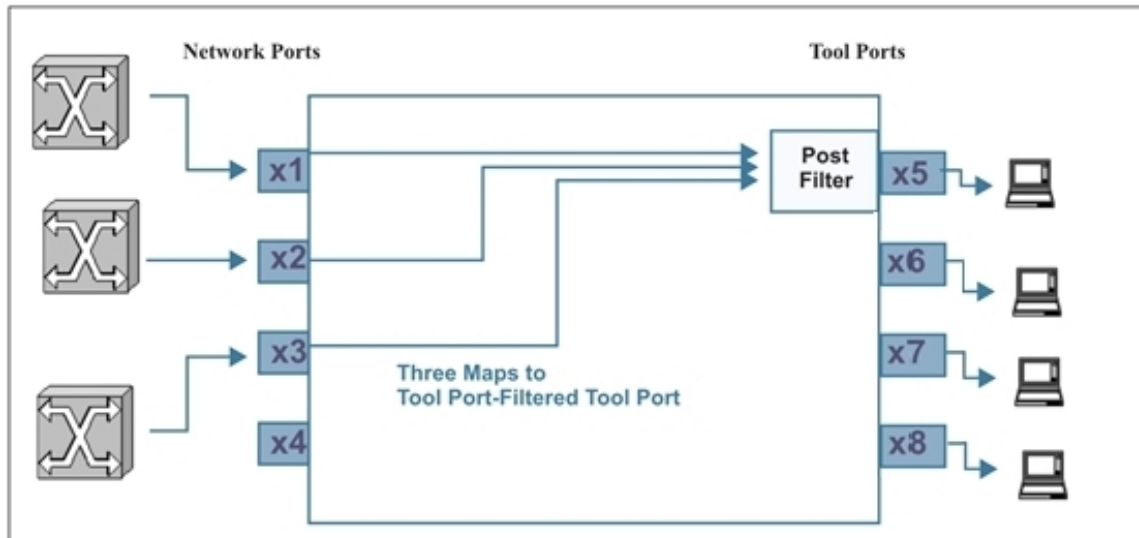 Network Ports
Tool Ports
x1
x2
x3
x4
Three Maps to
Tool Port-Filtered Tool Port
Post
Filter
x5
x6
x7
x8